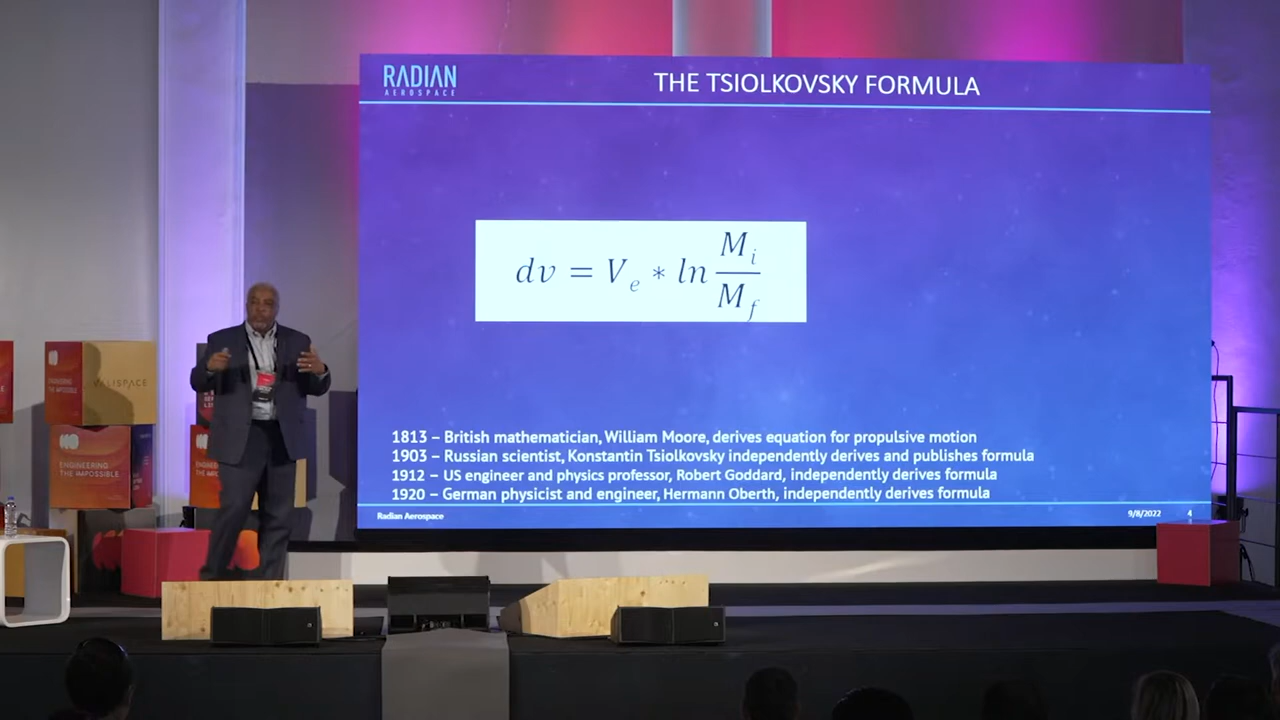 RADIAN
AEROSPACE
THE TSIOLKOVSKY FORMULA
dv = V_e * ln M_i / M_f
1813 – British mathematician, William Moore, derives equation for propulsive motion
1903 – Russian scientist, Konstantin Tsiolkovsky independently derives and publishes formula
1912 – US engineer and physics professor, Robert Goddard, independently derives formula
1920 – German physicist and engineer, Hermann Oberth, independently derives formula
Radian Aerospace
9/8/2022
4
ENGINEERING
THE IMPOSSIBLE
VALISPACE
ENGINEERING
THE IMPOSSIBLE